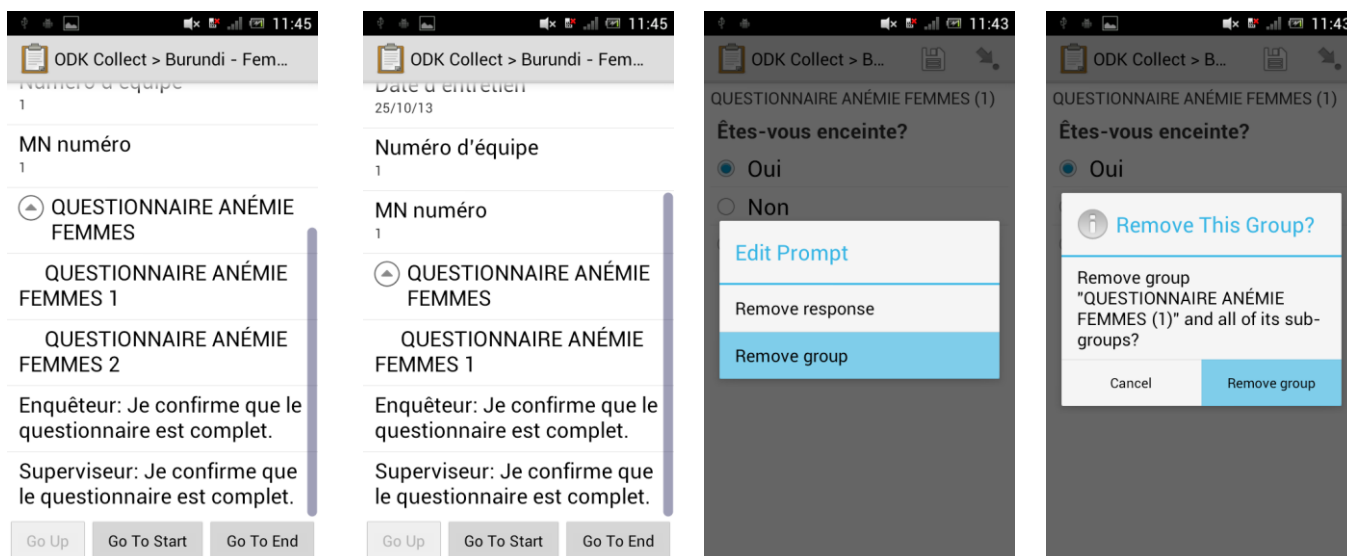 11:45
ODK Collect > Burundi - Fem...
Numéro d'équipe
1
MN numéro
1
QUESTIONNAIRE ANÉMIE
FEMMES
QUESTIONNAIRE ANÉMIE
FEMMES 1
QUESTIONNAIRE ANÉMIE
FEMMES 2
Enquêteur: Je confirme que le
questionnaire est complet.
Superviseur: Je confirme que
le questionnaire est complet.
Go Up Go To Start Go To End
11:45
ODK Collect > Burundi - Fem...
Date d'entretien
25/10/13
Numéro d'équipe
1
MN numéro
1
QUESTIONNAIRE ANÉMIE
FEMMES
QUESTIONNAIRE ANÉMIE
FEMMES 1
Enquêteur: Je confirme que le
questionnaire est complet.
Superviseur: Je confirme que
le questionnaire est complet.
Go Up Go To Start Go To End
11:43
ODK Collect > B...
QUESTIONNAIRE ANÉMIE FEMMES (1)
Êtes-vous enceinte?
Oui
Non
Edit Prompt
Remove response
Remove group
11:43
ODK Collect > B...
QUESTIONNAIRE ANÉMIE FEMMES (1)
Êtes-vous enceinte?
Oui
Remove This Group?
Remove group
"QUESTIONNAIRE ANÉMIE
FEMMES (1)" and all of its sub-
groups?
Cancel Remove group